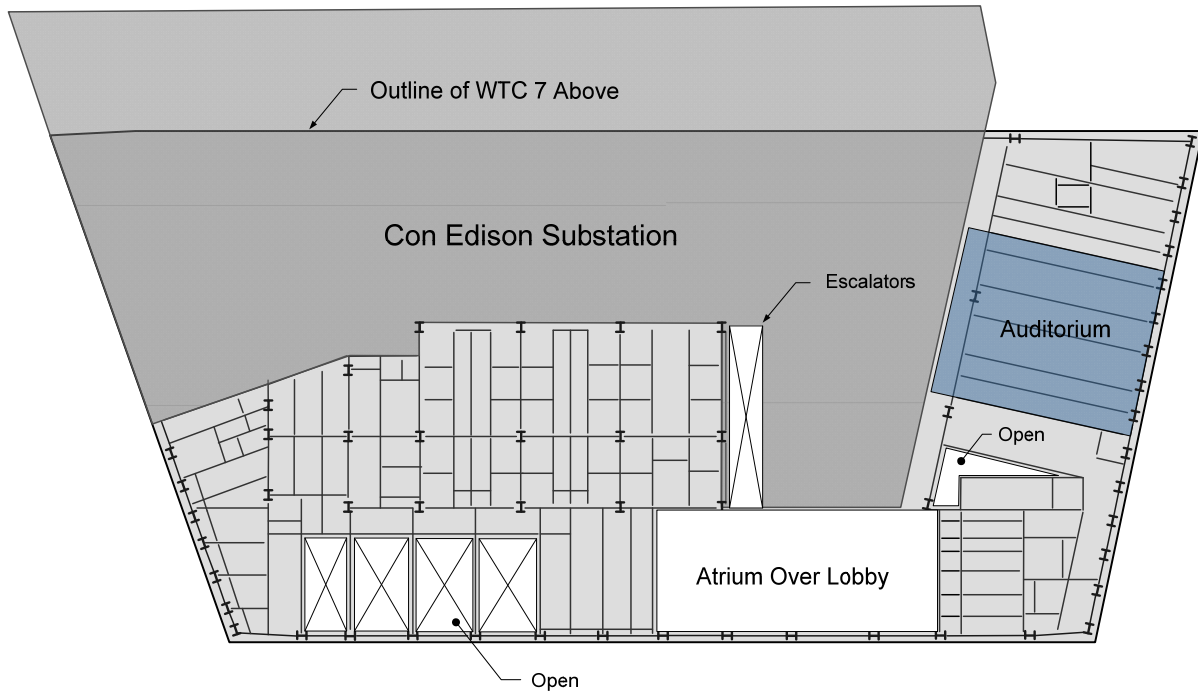 Outline of WTC 7 Above
Con Edison Substation
Escalators
Auditorium
Open
Atrium Over Lobby
Open